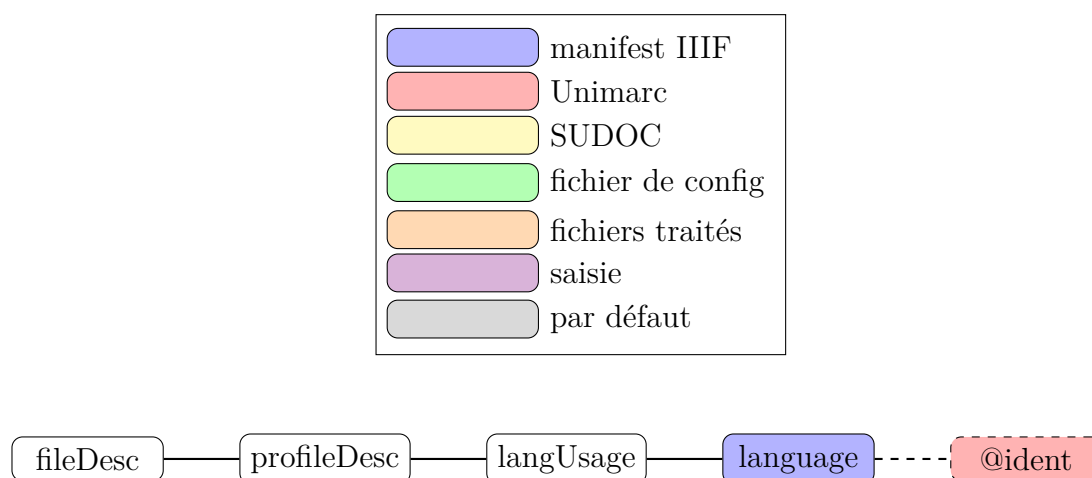 manifest IIIF
Unimarc
SUDOC
fichier de config
fichiers traités
saisie
par défaut
fileDesc profileDesc langUsage language @ident